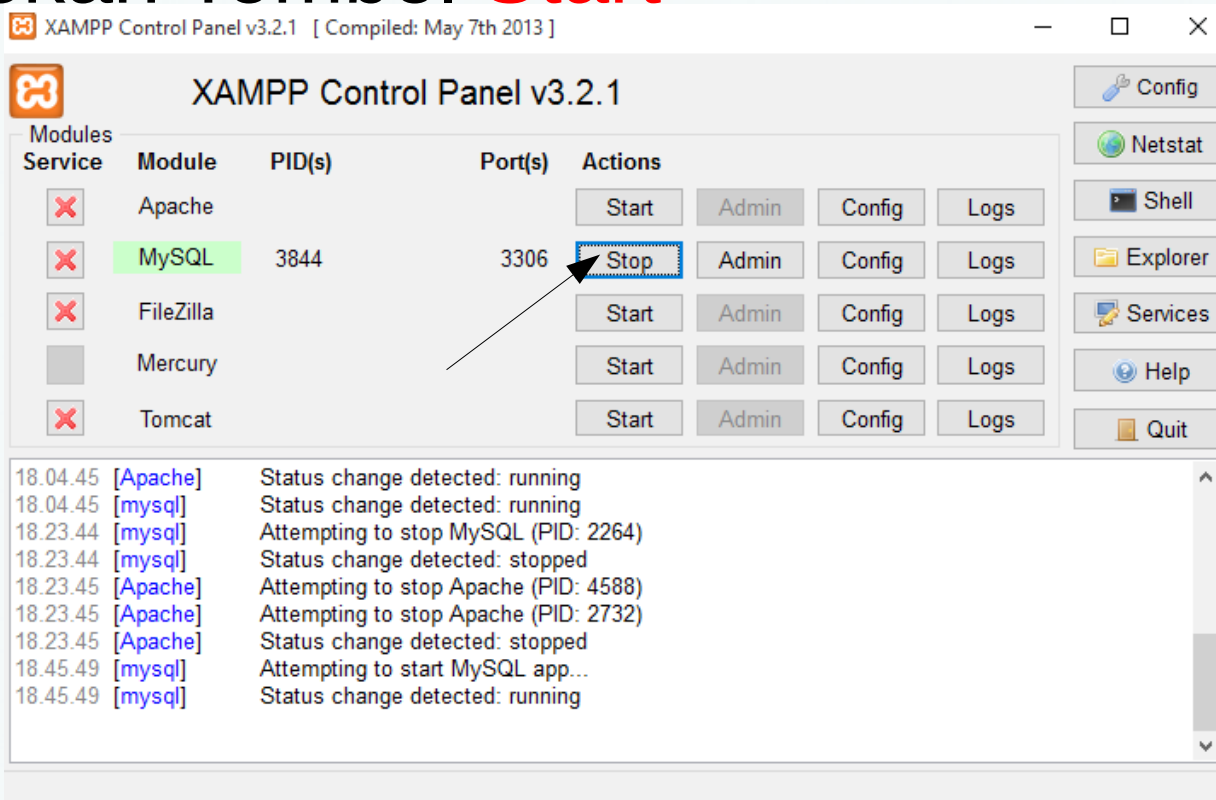 Tombol Start
XAMPP Control Panel v3.2.1 [ Compiled: May 7th 2013 ]
XAMPP Control Panel v3.2.1
Config
Modules
Netstat
Service Module PID(s) Port(s) Actions
Apache Start Admin Config Logs
Shell
MySQL 3844 3306 Stop Admin Config Logs
Explorer
FileZilla Start Admin Config Logs
Services
Mercury Start Admin Config Logs
Help
Tomcat Start Admin Config Logs
Quit
18.04.45 [Apache] Status change detected: running
18.04.45 [mysql] Status change detected: running
18.23.44 [mysql] Attempting to stop MySQL (PID: 2264)
18.23.44 [mysql] Status change detected: stopped
18.23.45 [Apache] Attempting to stop Apache (PID: 4588)
18.23.45 [Apache] Attempting to stop Apache (PID: 2732)
18.23.45 [Apache] Status change detected: stopped
18.45.49 [mysql] Attempting to start MySQL app...
18.45.49 [mysql] Status change detected: running